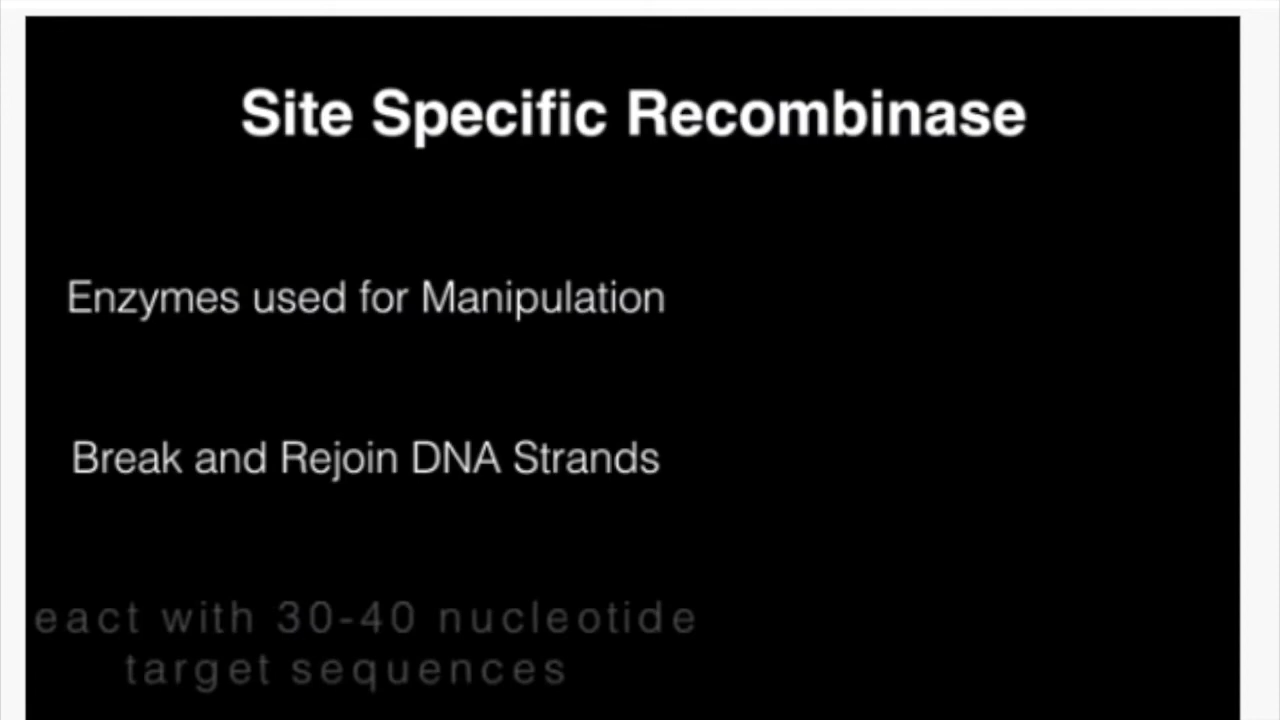 Site Specific Recombinase
Enzymes used for Manipulation
Break and Rejoin DNA Strands
eact with 30-40 nucleotide
target sequences